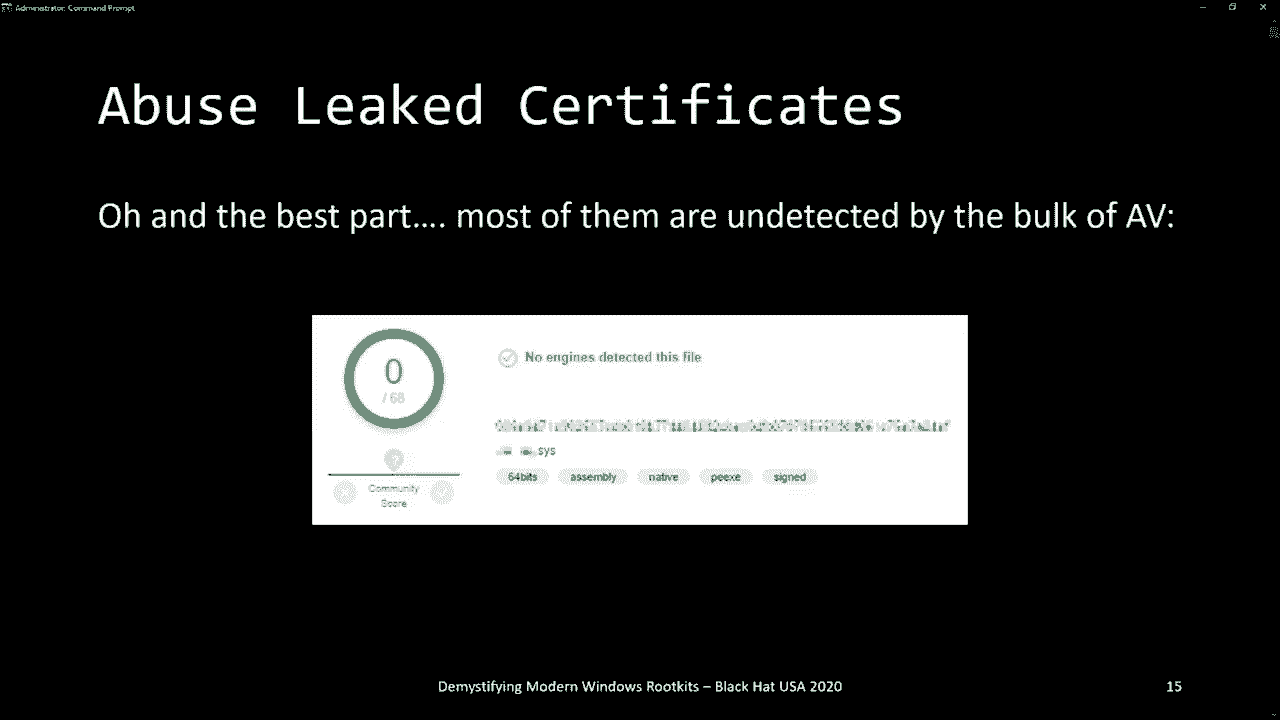 Administrator: Command Prompt
Abuse Leaked Certificates
Oh and the best part…. most of them are undetected by the bulk of AV:
0
/ 68
No engines detected this file
sys
64bits assembly native peexe signed
?
Community
Score
Demystifying Modern Windows Rootkits – Black Hat USA 2020
15